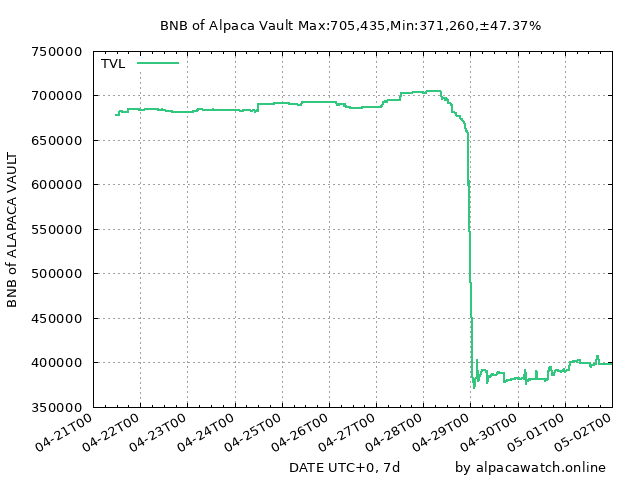 BNB of Alpaca Vault Max:705,435,Min:371,260,±47.37%
TVL
BNB of ALAPACA VAULT
750000
700000
650000
600000
550000
500000
450000
400000
350000
04-21T00
04-22T00
04-23T00
04-24T00
04-25T00
04-26T00
04-27T00
04-28T00
04-29T00
04-30T00
05-01T00
05-02T00
DATE UTC+0, 7d
by alpacawatch.online